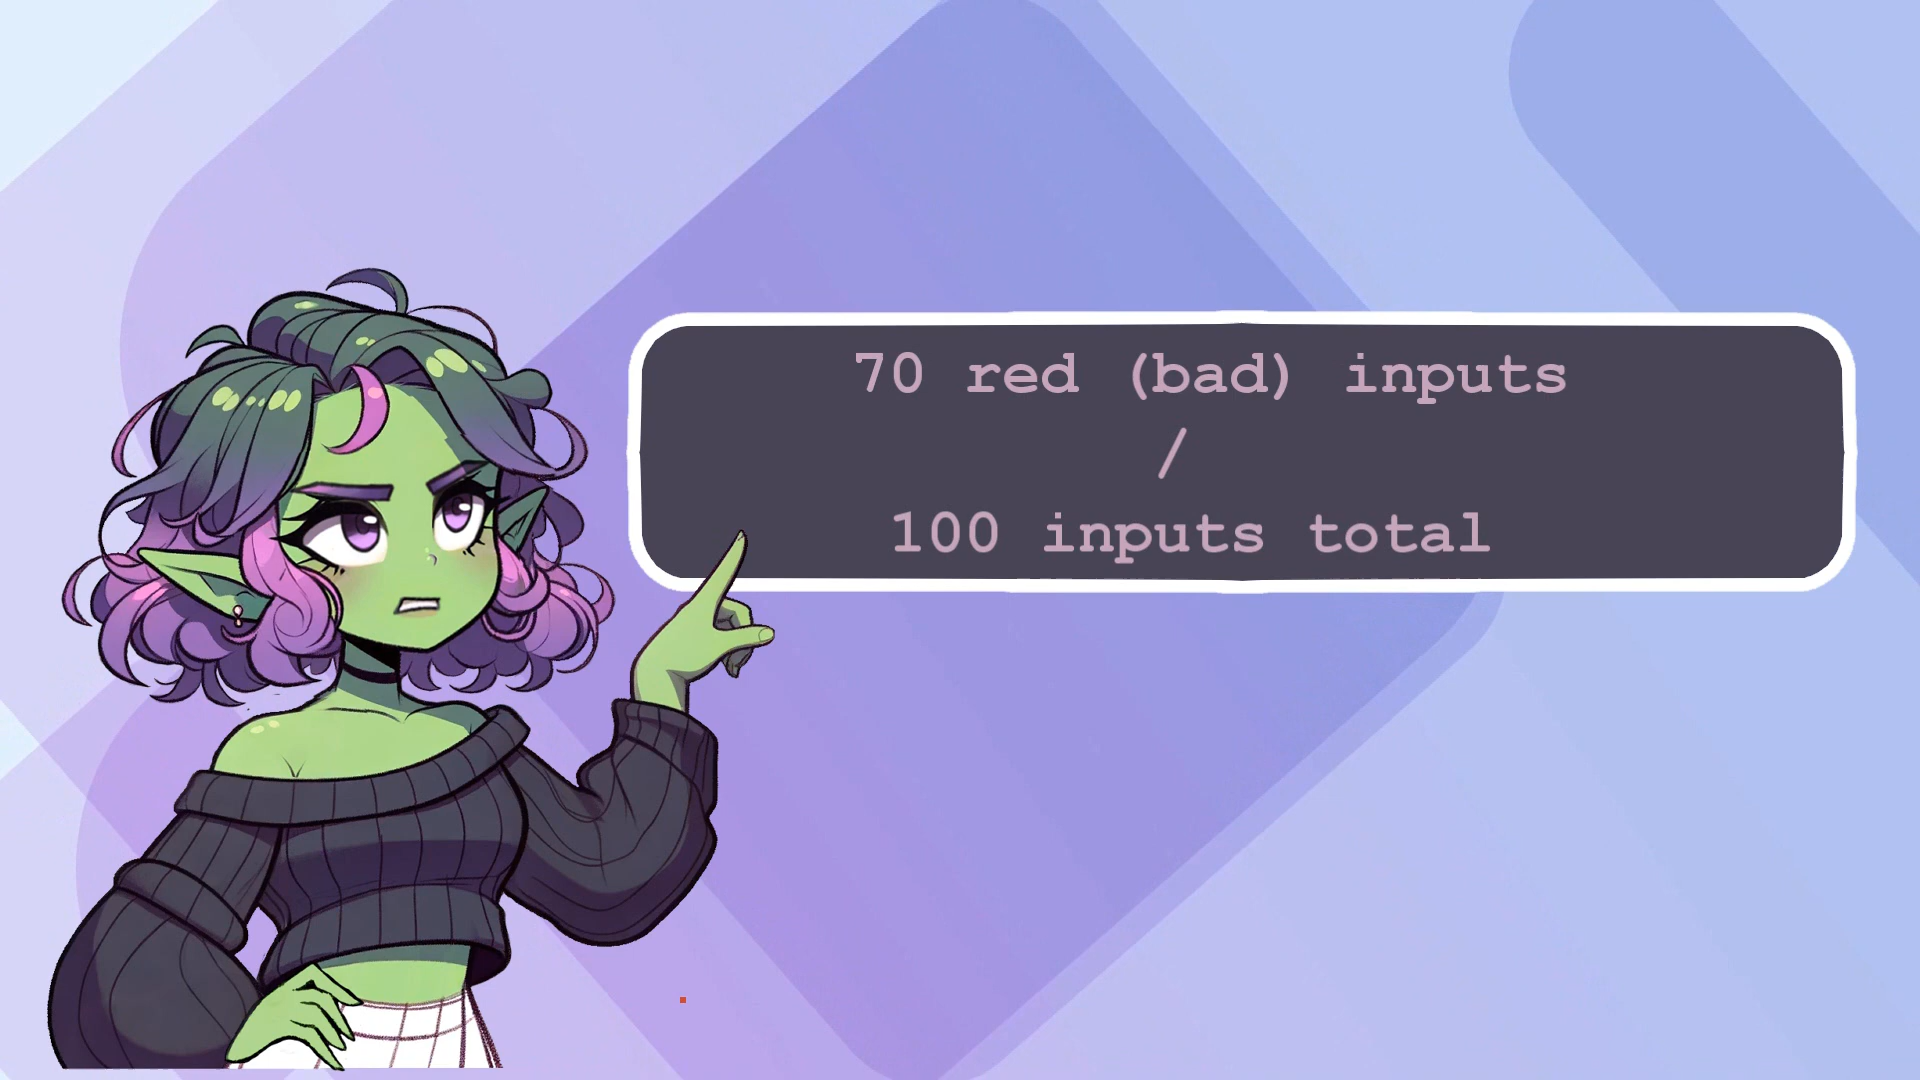 70 red (bad) inputs
/
100 inputs total